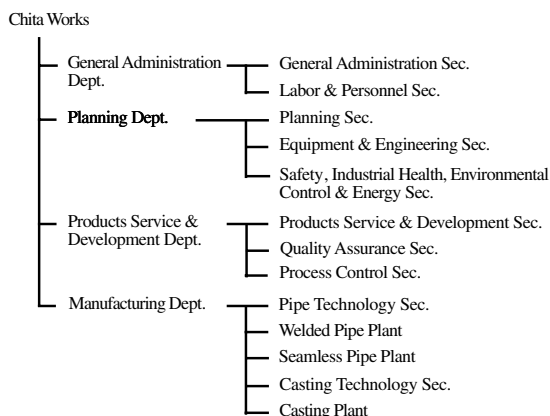 Chita Works
General Administration
Dept.
General Administration Sec.
Labor & Personnel Sec.
Planning Dept.
Planning Sec.
Equipment & Engineering Sec.
Safety, Industrial Health, Environmental
Control & Energy Sec.
Products Service &
Development Dept.
Products Service & Development Sec.
Quality Assurance Sec.
Process Control Sec.
Manufacturing Dept.
Pipe Technology Sec.
Welded Pipe Plant
Seamless Pipe Plant
Casting Technology Sec.
Casting Plant